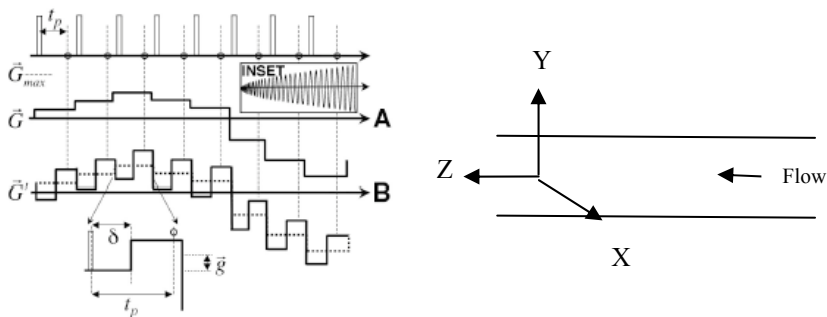 t_p
G⃗_max
INSET
G⃗
A
G⃗'
B
δ
g⃗
t_p
Y
Z
Flow
X